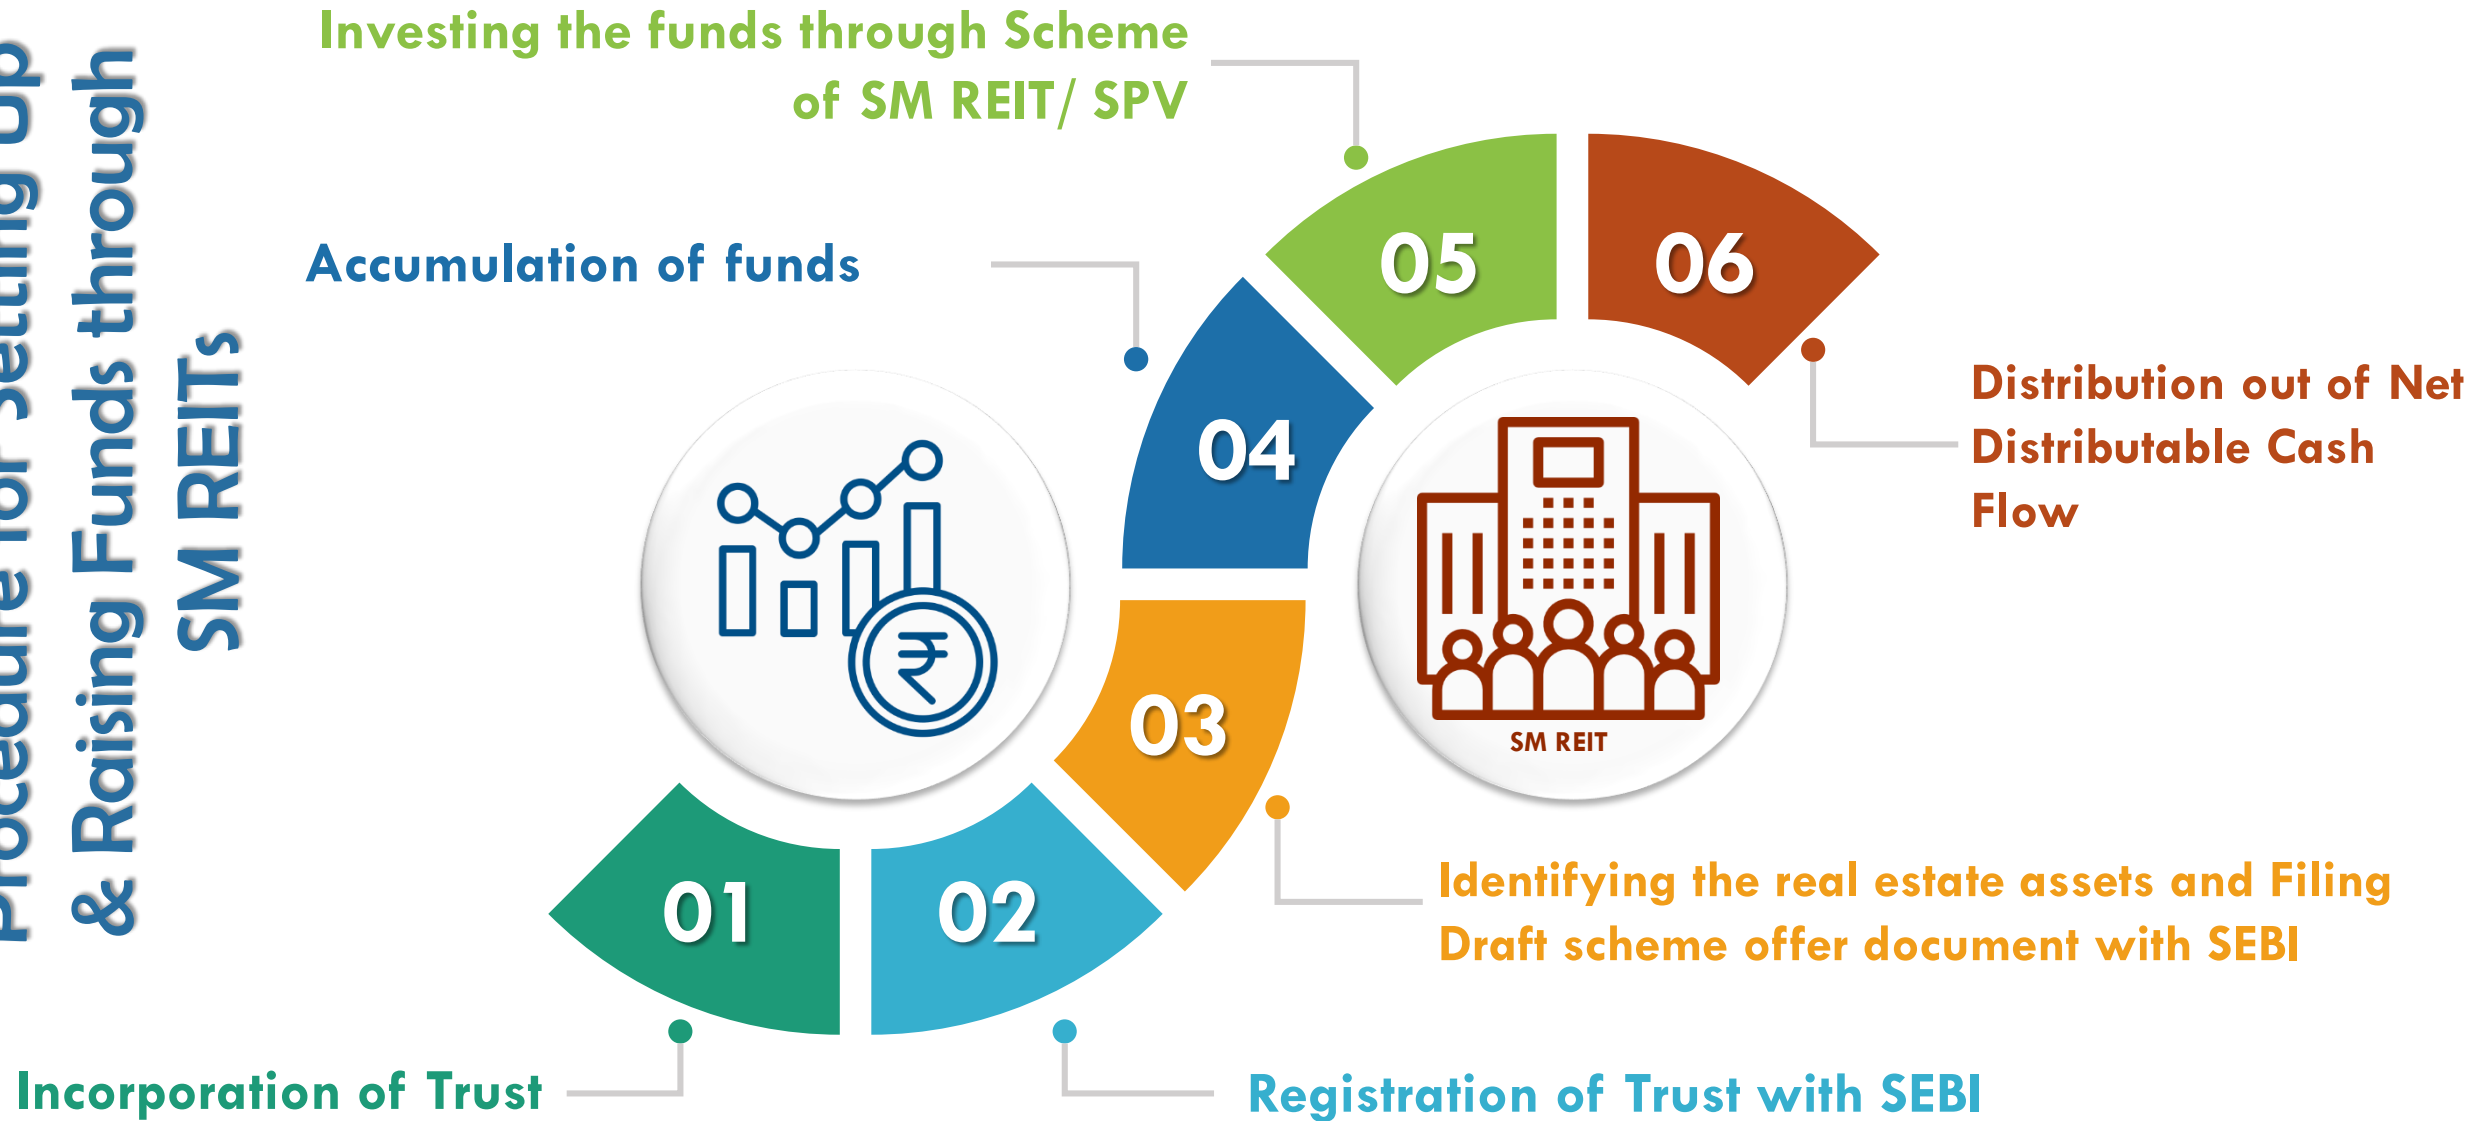 Procedure for Setting Up
& Raising Funds through
SM REITs
Investing the funds through Scheme
of SM REIT/ SPV
Accumulation of funds
05
06
04
03
01
02
Distribution out of Net
Distributable Cash
Flow
SM REIT
₹
Identifying the real estate assets and Filing
Draft scheme offer document with SEBI
Incorporation of Trust
Registration of Trust with SEBI